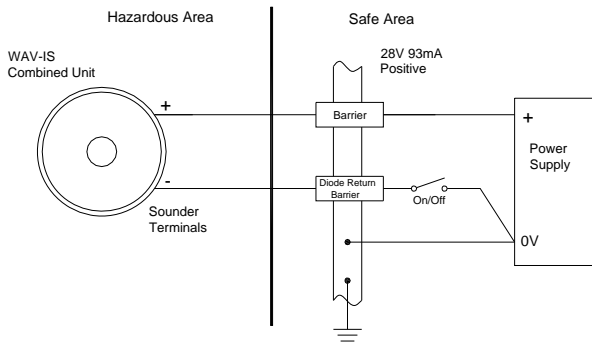 Hazardous Area
Safe Area
WAV-IS
Combined Unit
28V 93mA
Positive
+
Barrier
+
Power
Supply
-
Diode Return
Barrier
On/Off
Sounder
Terminals
0V